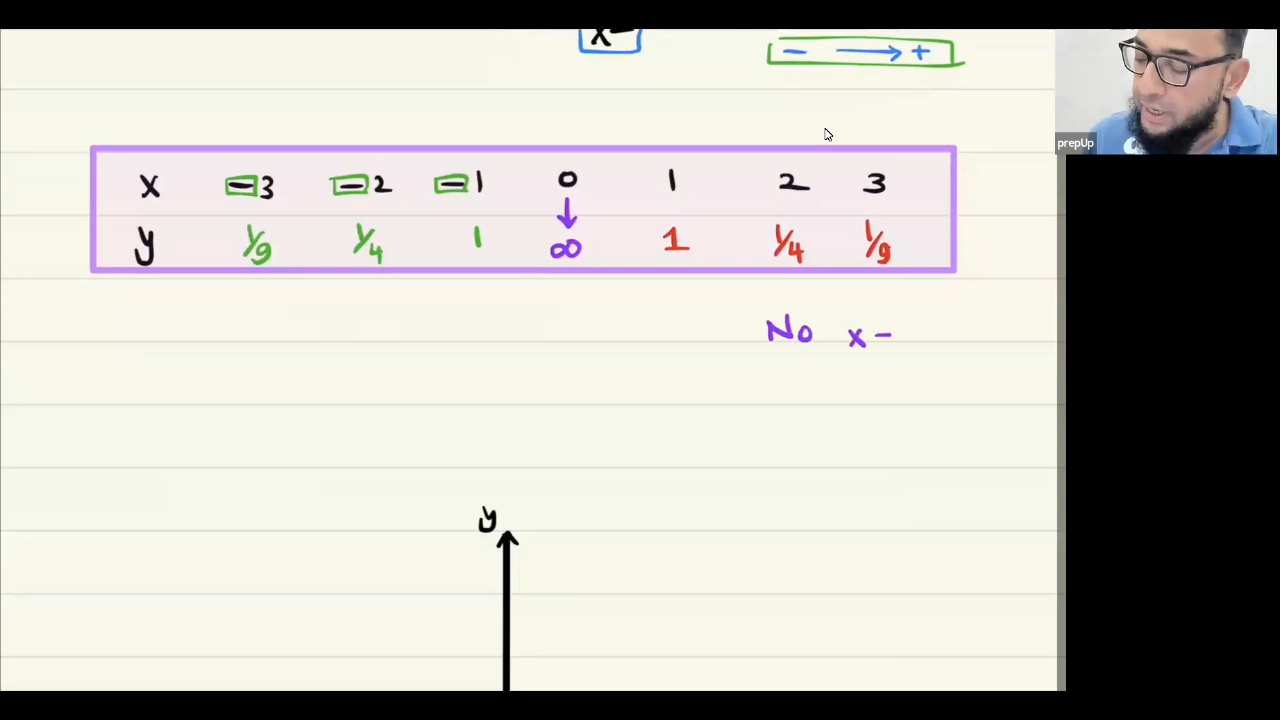 x²
- → +
prepUp
x -3 -2 -1 0 1 2 3
↓
y 1/9 1/4 1 ∞ 1 1/4 1/9
No x-
y